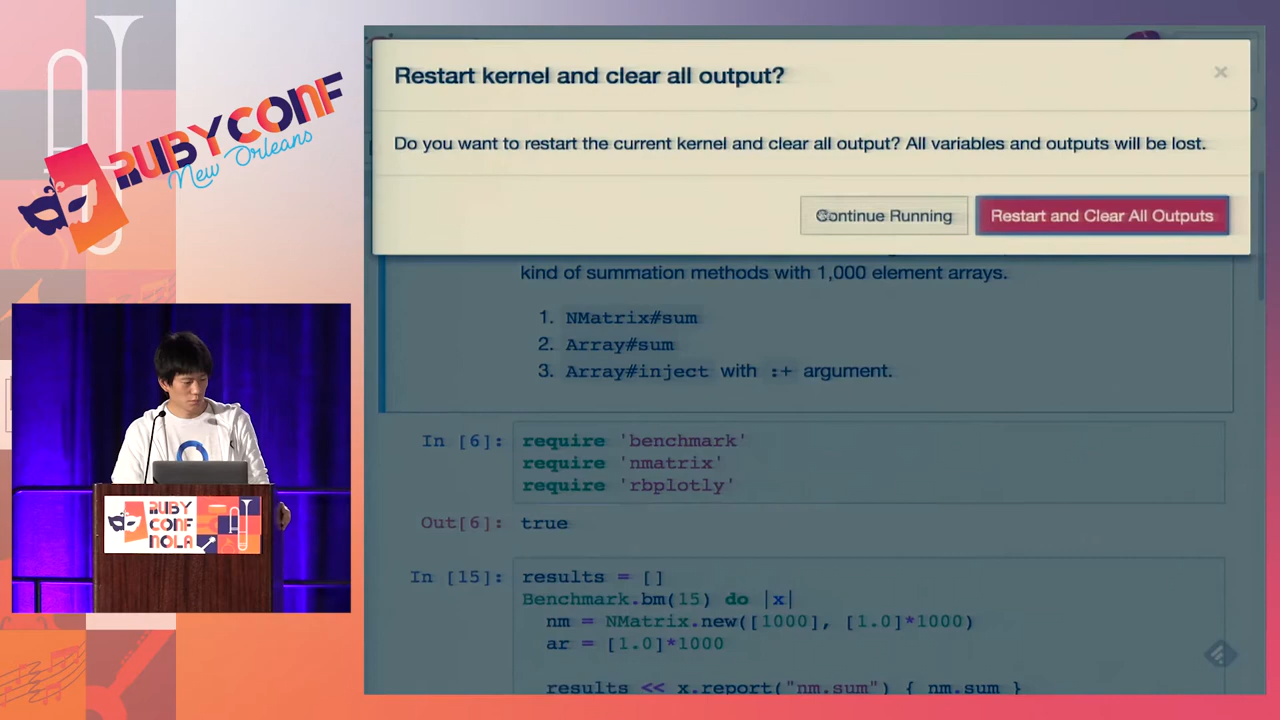 RUBYCONF
New Orleans
RUBY
CONF
NOLA
Restart kernel and clear all output?
×
Do you want to restart the current kernel and clear all output? All variables and outputs will be lost.
Continue Running
Restart and Clear All Outputs
kind of summation methods with 1,000 element arrays.
1. NMatrix#sum
2. Array#sum
3. Array#inject with :+ argument.
In [6]:
require 'benchmark'
require 'nmatrix'
require 'rbplotly'
Out[6]: true
In [15]:
results = []
Benchmark.bm(15) do |x|
nm = NMatrix.new([1000], [1.0]*1000)
ar = [1.0]*1000
results << x.report("nm.sum") { nm.sum }